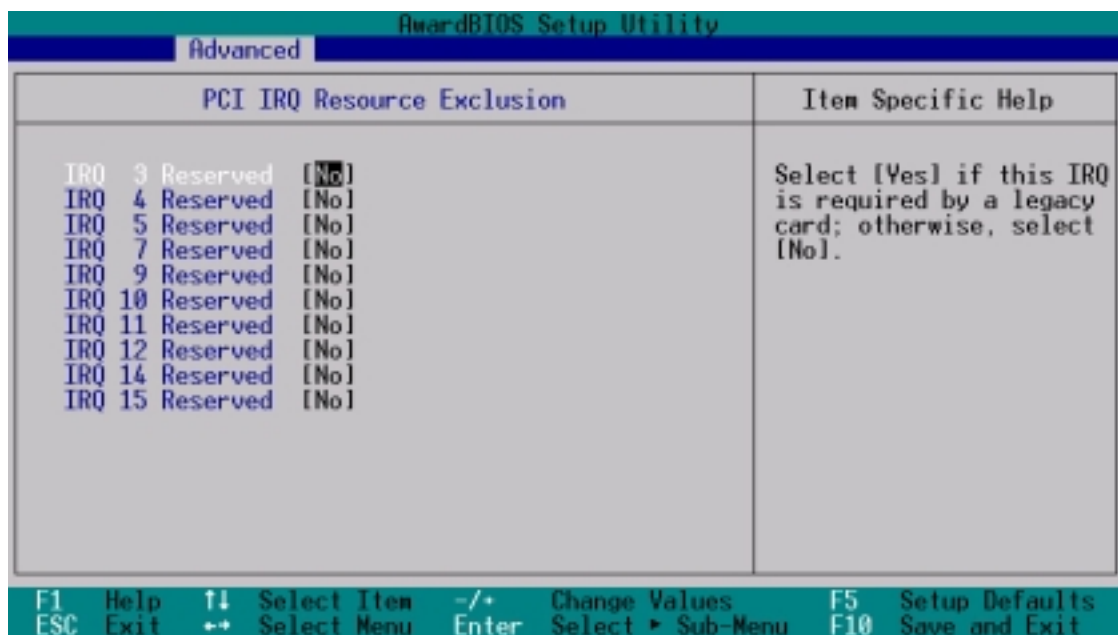 AwardBIOS Setup Utility
Advanced
PCI IRQ Resource Exclusion
IRQ 3 Reserved [No]
IRQ 4 Reserved [No]
IRQ 5 Reserved [No]
IRQ 7 Reserved [No]
IRQ 9 Reserved [No]
IRQ 10 Reserved [No]
IRQ 11 Reserved [No]
IRQ 12 Reserved [No]
IRQ 14 Reserved [No]
IRQ 15 Reserved [No]
Item Specific Help
Select [Yes] if this IRQ
is required by a legacy
card; otherwise, select
[No].
F1 Help ↑↓ Select Item -/+ Change Values F5 Setup Defaults
ESC Exit ←→ Select Menu Enter Select ► Sub-Menu F10 Save and Exit